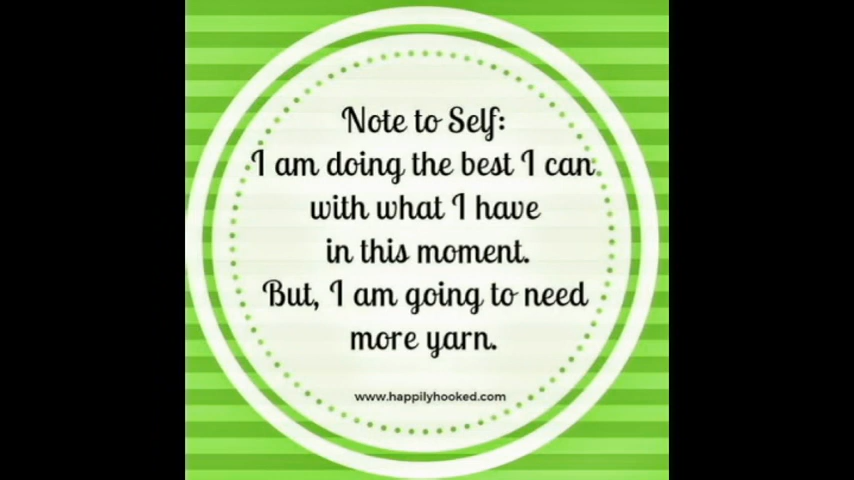 Note to Self:
I am doing the best I can
with what I have
in this moment.
But, I am going to need
more yarn.
www.happilyhooked.com